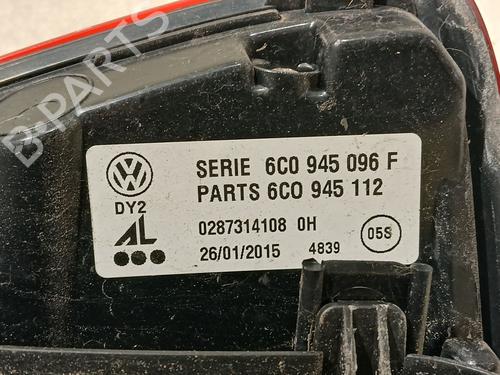 B-PARTS
SERIE 6C0 945 096 F
PARTS 6C0 945 112
DY2
AL
0287314108 0H
26/01/2015 4839
05S